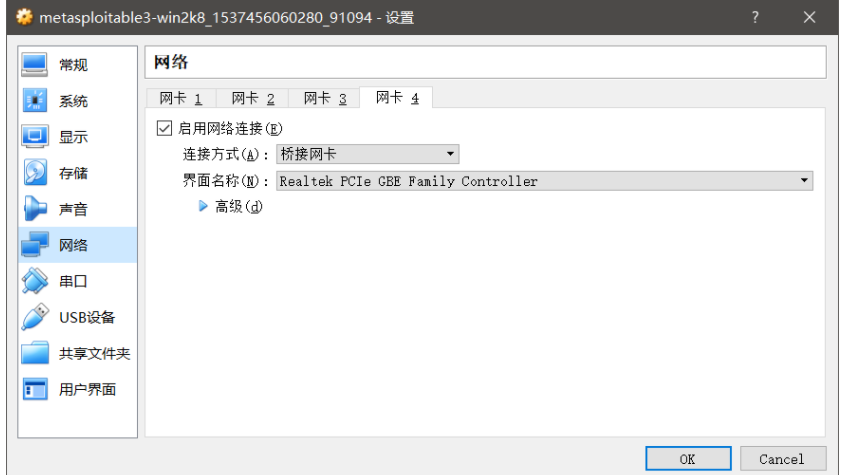 metasploitable3-win2k8_1537456060280_91094 - 设置
?
常规
系统
显示
存储
声音
网络
串口
USB设备
共享文件夹
用户界面
网络
网卡 1 网卡 2 网卡 3 网卡 4
启用网络连接(E)
连接方式(A): 桥接网卡
界面名称(N): Realtek PCIe GBE Family Controller
高级(d)
OK Cancel